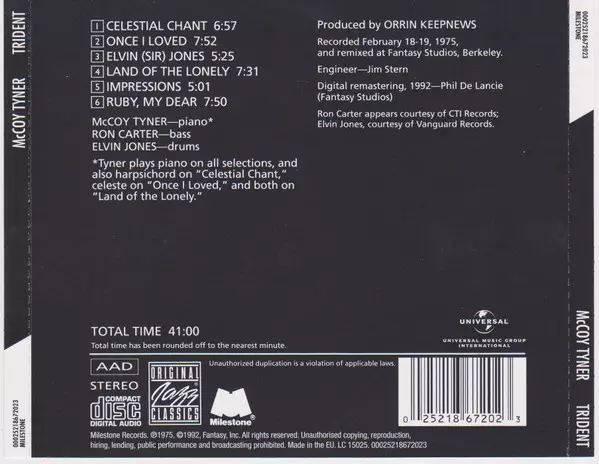 1 CELESTIAL CHANT 6:57
2 ONCE I LOVED 7:52
3 ELVIN (SIR) JONES 5:25
4 LAND OF THE LONELY 7:31
5 IMPRESSIONS 5:01
6 RUBY, MY DEAR 7:50
McCOY TYNER—piano*
RON CARTER—bass
ELVIN JONES—drums
*Tyner plays piano on all selections, and
also harpsichord on “Celestial Chant,”
celeste on “Once I Loved,” and both on
“Land of the Lonely.”
Produced by ORRIN KEEPNEWS
Recorded February 18-19, 1975,
and remixed at Fantasy Studios, Berkeley.
Engineer—Jim Stern
Digital remastering, 1992—Phil De Lancie
(Fantasy Studios)
Ron Carter appears courtesy of CTI Records;
Elvin Jones, courtesy of Vanguard Records.
TOTAL TIME 41:00
Total time has been rounded off to the nearest minute.
UNIVERSAL
UNIVERSAL MUSIC GROUP
INTERNATIONAL
AAD
STEREO
COMPACT
disc
DIGITAL AUDIO
ORIGINAL
Jazz
CLASSICS
Milestone
Unauthorized duplication is a violation of applicable laws.
0 25218 67202 3
Milestone Records. ℗1975, ©1992, Fantasy, Inc. All rights reserved. Unauthorised copying, reproduction,
hiring, lending, public performance and broadcasting prohibited. Made in the EU. LC 15025. 00025218672023
McCOY TYNER TRIDENT
00025218672023
MILESTONE
McCOY TYNER TRIDENT
00025218672023
MILESTONE